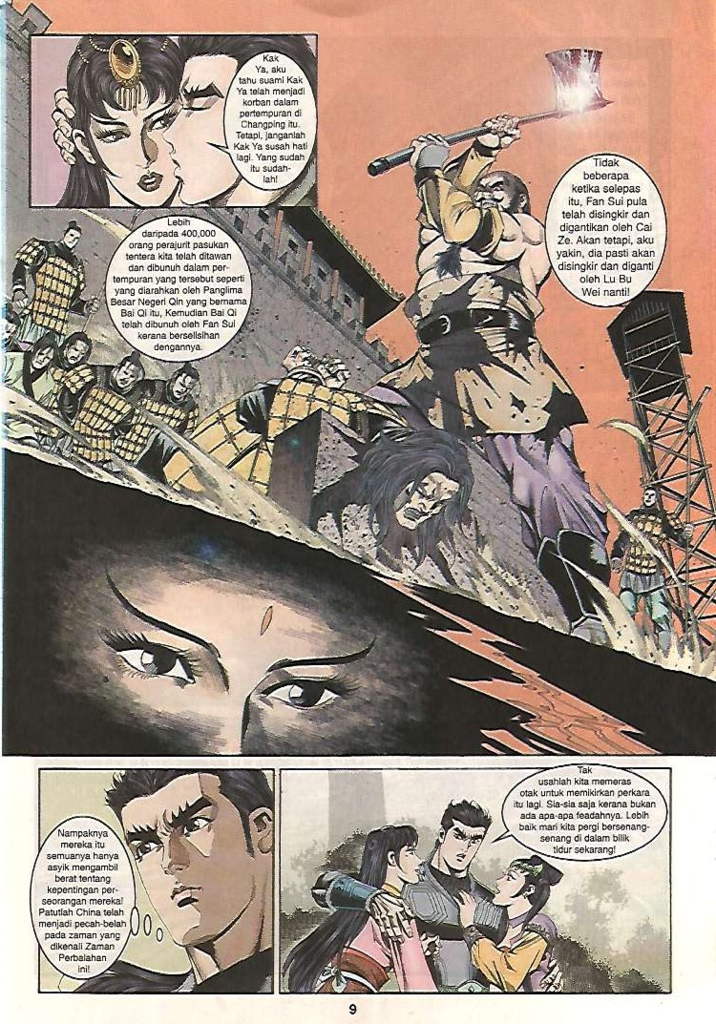 Kak
Ya, aku
tahu suami Kak
Ya telah menjadi
korban dalam
pertempuran di
Changping itu.
Tetapi, janganlah
Kak Ya susah hati
lagi. Yang sudah
itu sudah-
lah!
Lebih
daripada 400,000
orang perajurit pasukan
tentera kita telah ditawan
dan dibunuh dalam per-
tempuran yang dahsyat seperti
yang diarahkan oleh Panglima
Besar Negeri Qin yang bernama
Bai Qi itu, Kemudian Bai Qi
telah dibunuh oleh Fan Sui
kerana berselisihan
dengannya.
Tidak
beberapa
ketika selepas
itu, Fan Sui pula
telah disingkir dan
digantikan oleh Cai
Ze. Akan tetapi, aku
yakin, dia pasti akan
disingkir dan diganti
oleh Lu Bu
Wei nanti!
Nampaknya
mereka itu
semuanya hanya
asyik mengambil
berat tentang
kepentingan per-
seorangan mereka!
Patutlah China telah
menjadi pecah-belah
pada zaman yang
dikenali Zaman
Perbalahan
ini!
Tak
usahlah kita memeras
otak untuk memikirkan perkara
itu lagi. Sia-sia saja kerana bukan
ada apa-apa feadahnya. Lebih
baik mari kita pergi bersenang-
senang di dalam bilik
tidur sekarang!
9